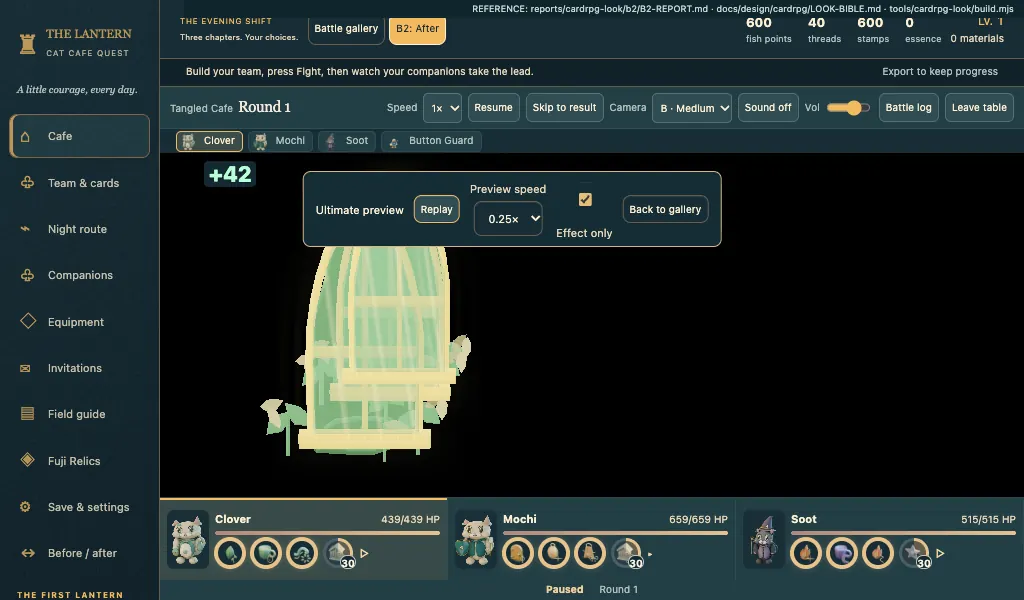 REFERENCE: reports/cardrpg-look/b2/B2-REPORT.md · docs/design/cardrpg/LOOK-BIBLE.md · tools/cardrpg-look/build.mjs
THE LANTERN
CAT CAFE QUEST
A little courage, every day.
Cafe
Team & cards
Night route
Companions
Equipment
Invitations
Field guide
Fuji Relics
Save & settings
Before / after
THE FIRST LANTERN
THE EVENING SHIFT
Three chapters. Your choices.
Battle gallery
B2: After
600
fish points
40
threads
600
stamps
0
essence
LV. 1
0 materials
Build your team, press Fight, then watch your companions take the lead.
Export to keep progress
Tangled Cafe Round 1
Speed 1× Resume Skip to result Camera B · Medium Sound off Vol Battle log Leave table
Clover Mochi Soot Button Guard
+42
Ultimate preview
Replay
Preview speed
0.25×
Effect only
Back to gallery
Clover 439/439 HP
30
Mochi 659/659 HP
30
Soot 515/515 HP
30
Paused Round 1